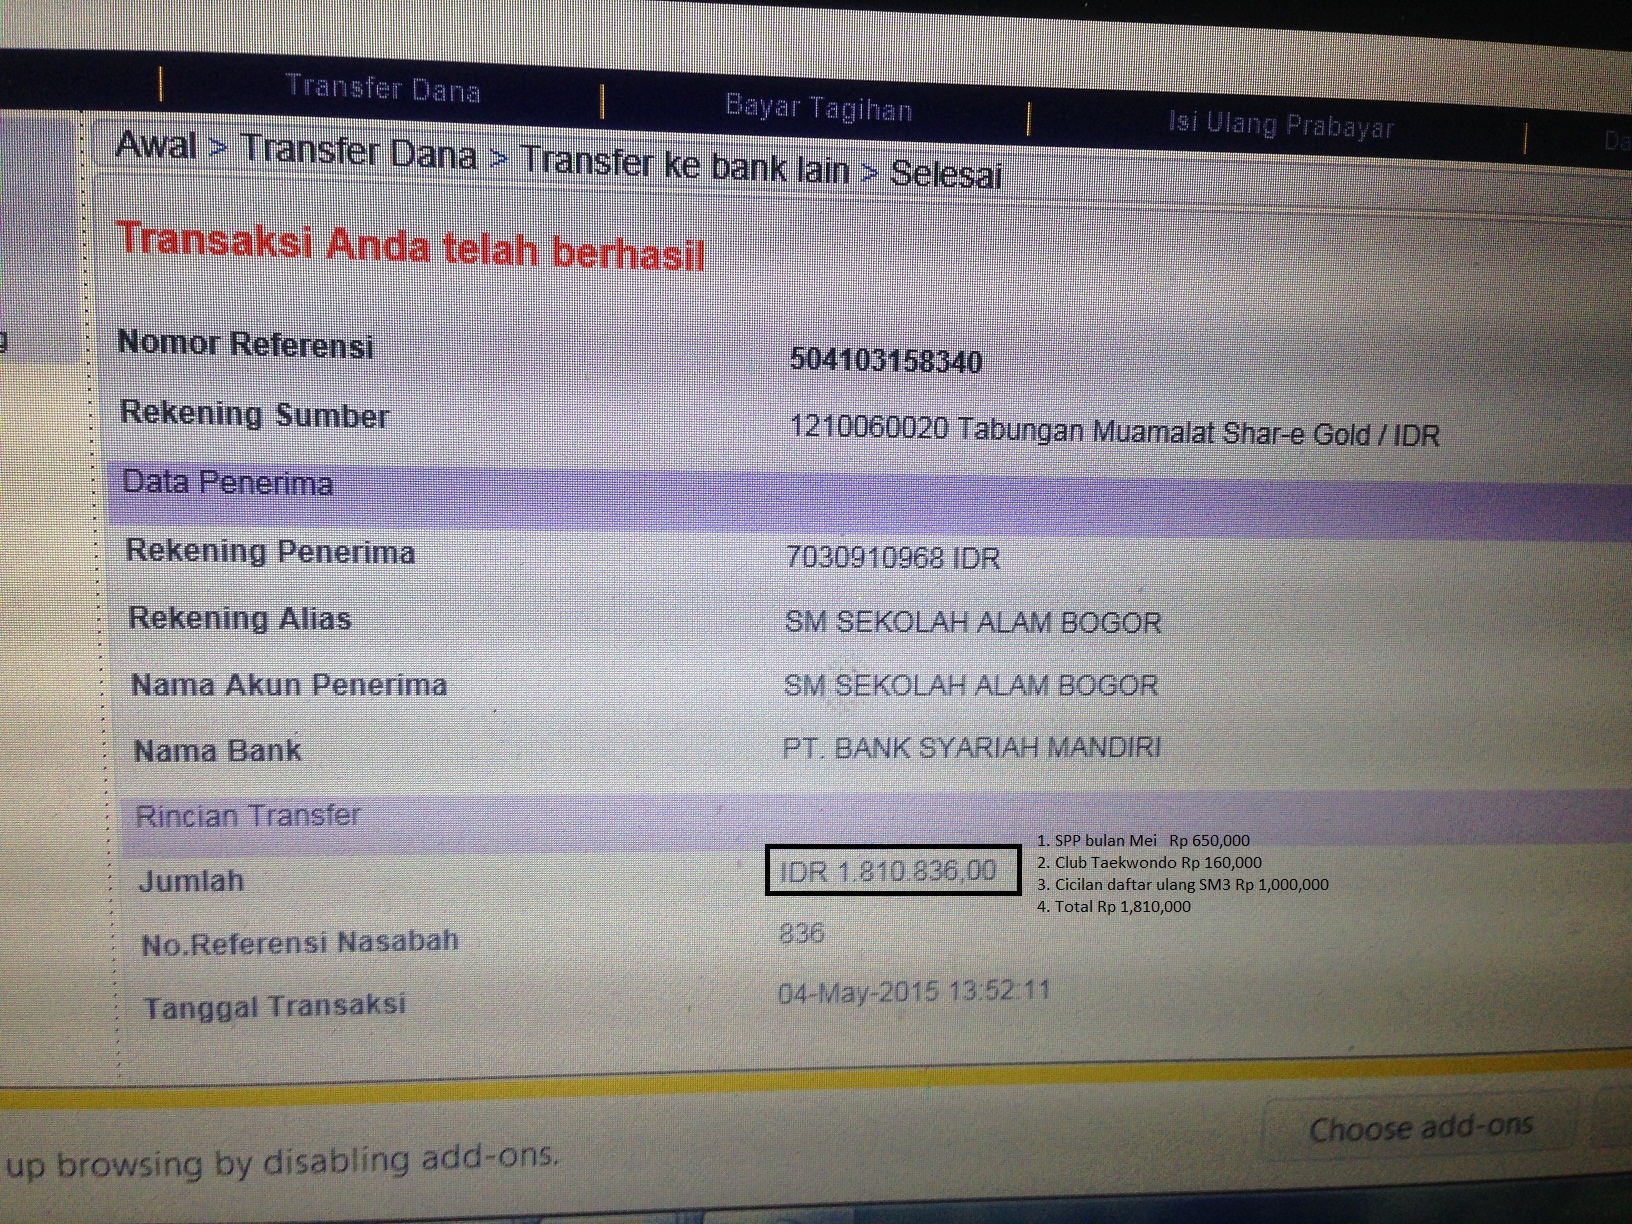 Transfer Dana Bayar Tagihan Isi Ulang Prabayar
Awal > Transfer Dana > Transfer ke bank lain > Selesai
Transaksi Anda telah berhasil
Nomor Referensi 504103158340
Rekening Sumber 1210060020 Tabungan Muamalat Shar-e Gold / IDR
Data Penerima
Rekening Penerima 7030910968 IDR
Rekening Alias SM SEKOLAH ALAM BOGOR
Nama Akun Penerima SM SEKOLAH ALAM BOGOR
Nama Bank PT. BANK SYARIAH MANDIRI
Rincian Transfer
Jumlah IDR 1.810.836,00
1. SPP bulan Mei Rp 650,000
2. Club Taekwondo Rp 160,000
3. Cicilan daftar ulang SM3 Rp 1,000,000
4. Total Rp 1,810,000
No.Referensi Nasabah 836
Tanggal Transaksi 04-May-2015 13:52:11
up browsing by disabling add-ons. Choose add-ons